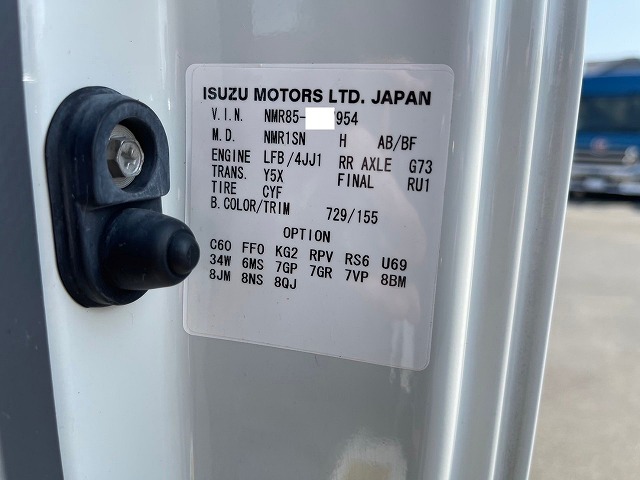 ISUZU MOTORS LTD. JAPAN
V.I.N. NMR85- 954
M.D. NMR1SN H AB/BF
ENGINE LFB/4JJ1 RR AXLE G73
TRANS. Y5X FINAL RU1
TIRE CYF
B.COLOR/TRIM 729/155
OPTION
C60 FF0 KG2 RPV RS6 U69
34W 6MS 7GP 7GR 7VP 8BM
8JM 8NS 8QJ